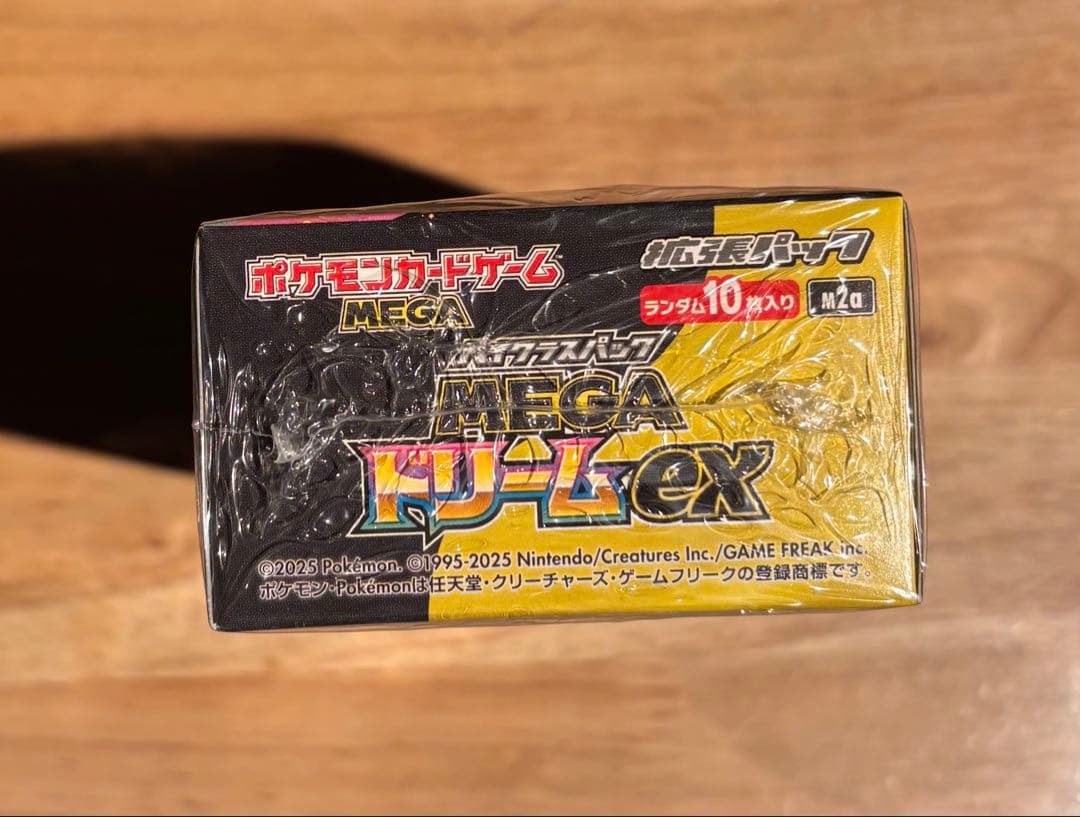 ポケモンカードゲーム
MEGA
拡張パック
ランダム10枚入り
M2a
ハイクラスパック
MEGA
ドリームex
©2025 Pokémon. ©1995-2025 Nintendo/Creatures Inc./GAME FREAK inc.
ポケモン・Pokémonは任天堂・クリーチャーズ・ゲームフリークの登録商標です。